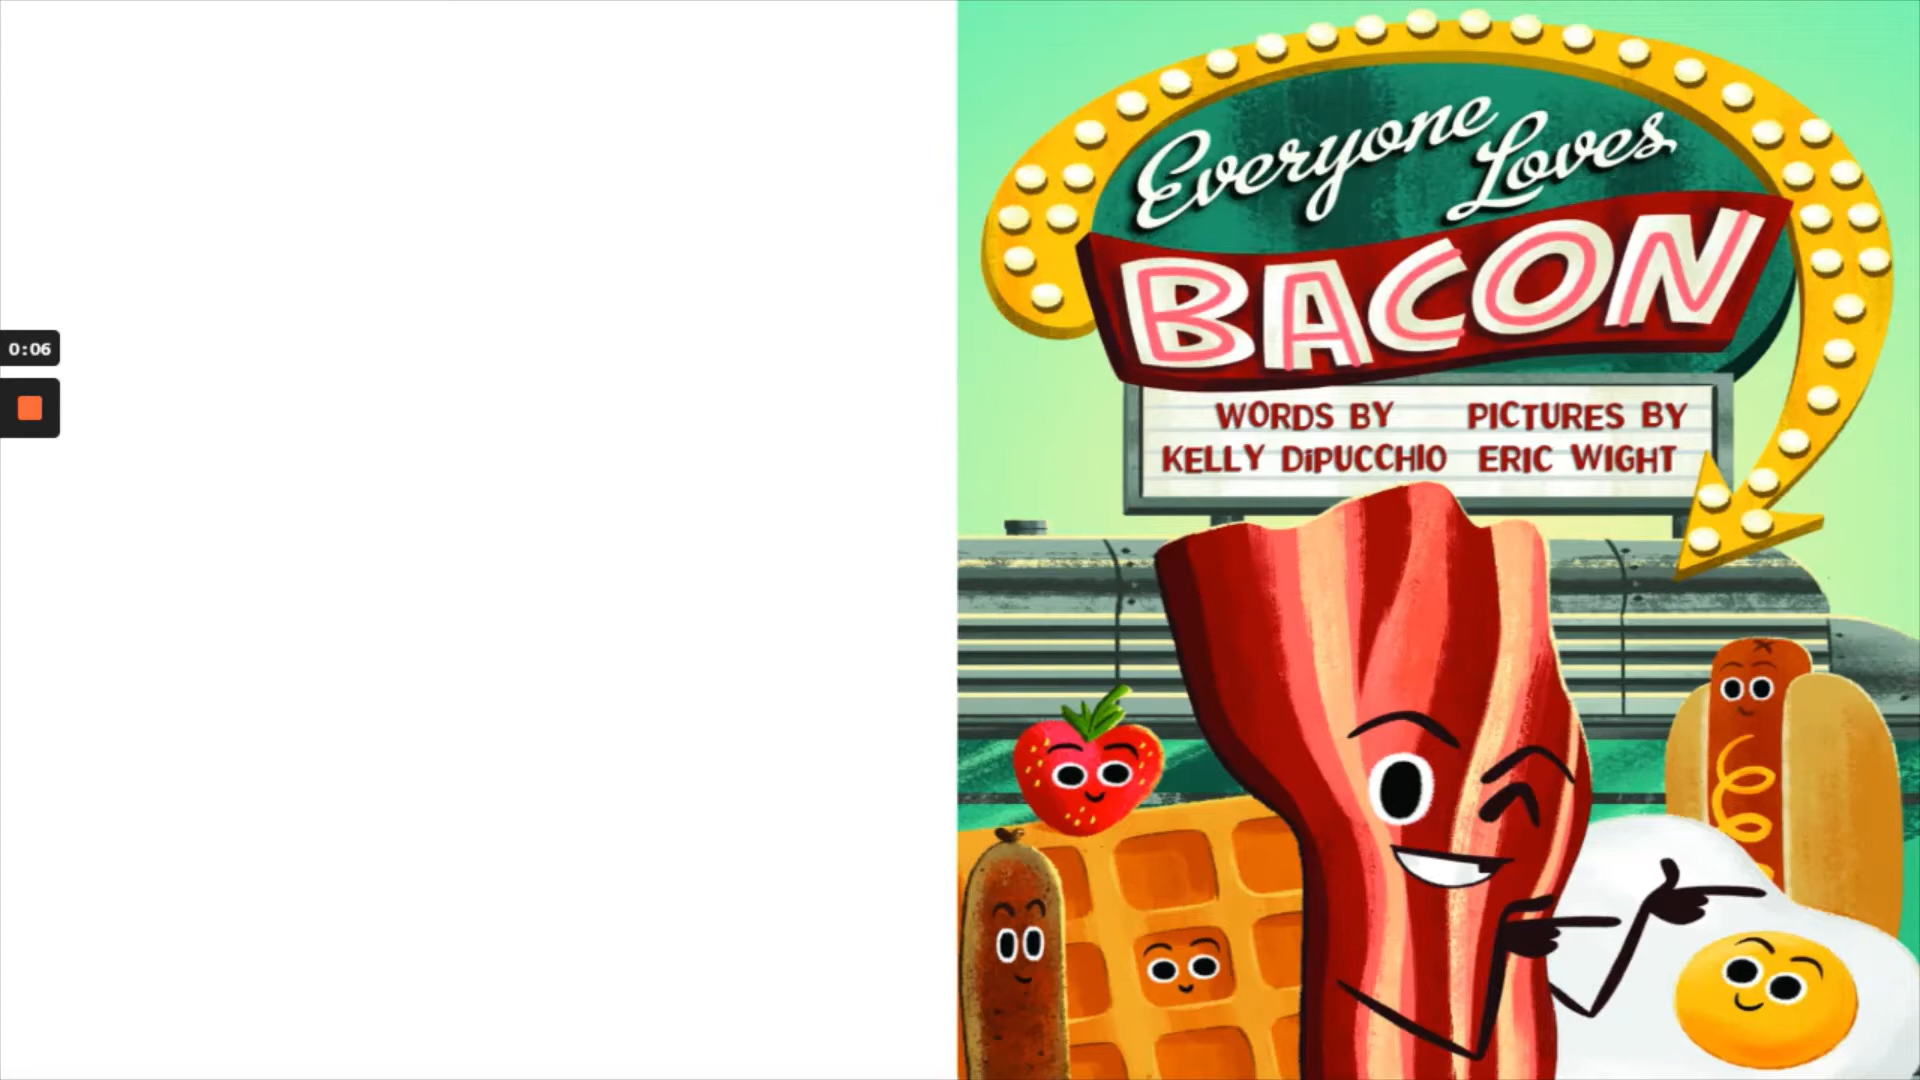 0:06
Everyone
Loves
BACON
WORDS BY
KELLY DiPUCCHIO
PICTURES BY
ERIC WIGHT